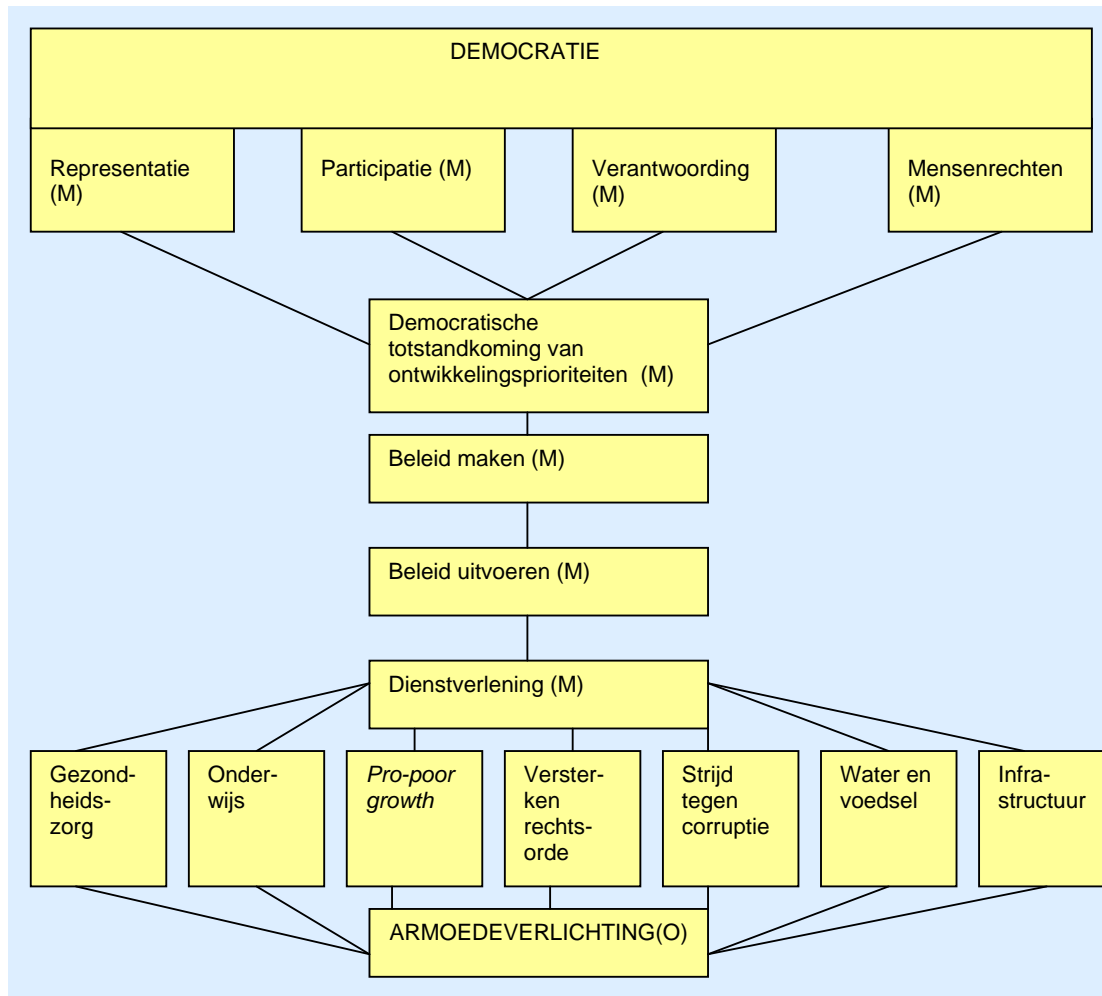 DEMOCRATIE
Representatie
(M)
Participatie (M)
Verantwoording
(M)
Mensenrechten
(M)
Democratische
totstandkoming van
ontwikkelingsprioriteiten (M)
Beleid maken (M)
Beleid uitvoeren (M)
Dienstverlening (M)
Gezond-
heids-
zorg
Onder-
wijs
Pro-poor
growth
Verster-
ken
rechts-
orde
Strijd
tegen
corruptie
Water en
voedsel
Infra-
structuur
ARMOEDEVERLICHTING(O)